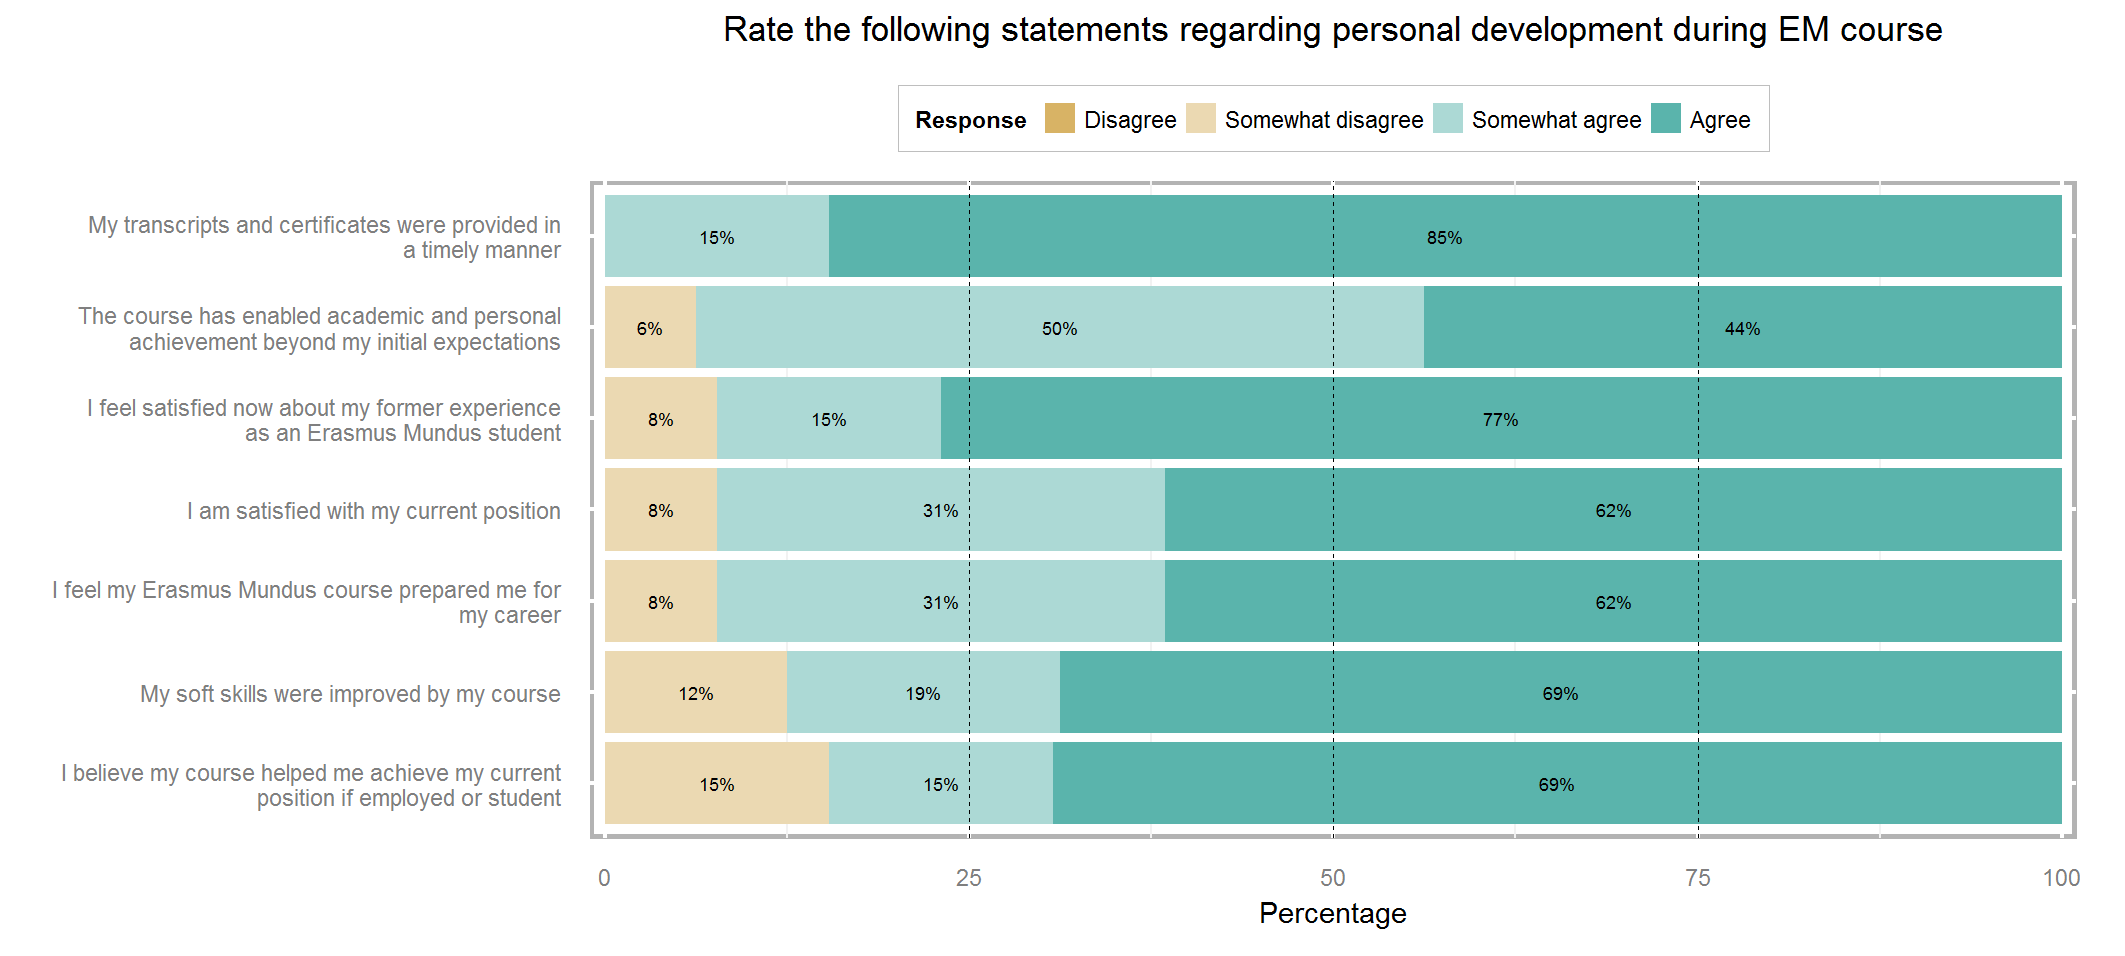 Rate the following statements regarding personal development during EM course
Response Disagree Somewhat disagree Somewhat agree Agree
My transcripts and certificates were provided in
a timely manner
15% 85%
The course has enabled academic and personal
achievement beyond my initial expectations
6% 50% 44%
I feel satisfied now about my former experience
as an Erasmus Mundus student
8% 15% 77%
I am satisfied with my current position
8% 31% 62%
I feel my Erasmus Mundus course prepared me for
my career
8% 31% 62%
My soft skills were improved by my course
12% 19% 69%
I believe my course helped me achieve my current
position if employed or student
15% 15% 69%
0 25 50 75 100
Percentage